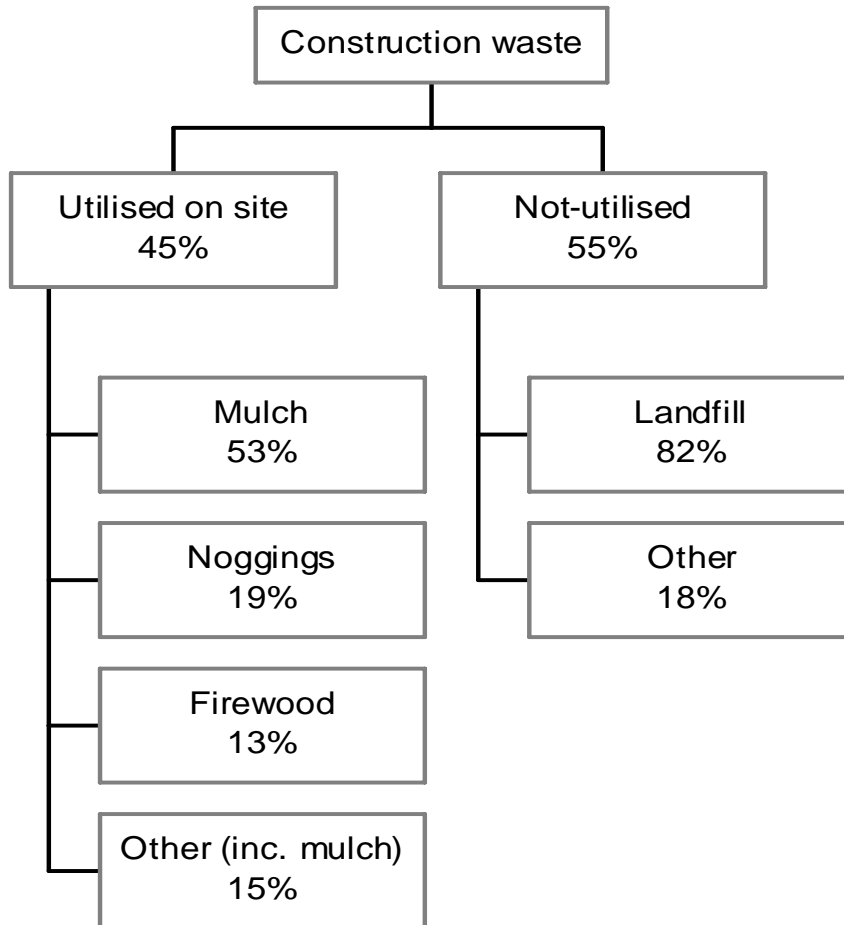 Construction waste
Utilised on site
45%
Not-utilised
55%
Mulch
53%
Noggings
19%
Firewood
13%
Other (inc. mulch)
15%
Landfill
82%
Other
18%